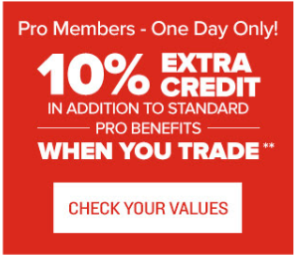 Pro Members - One Day Only!
10% EXTRA
CREDIT
IN ADDITION TO STANDARD
PRO BENEFITS
WHEN YOU TRADE**
CHECK YOUR VALUES